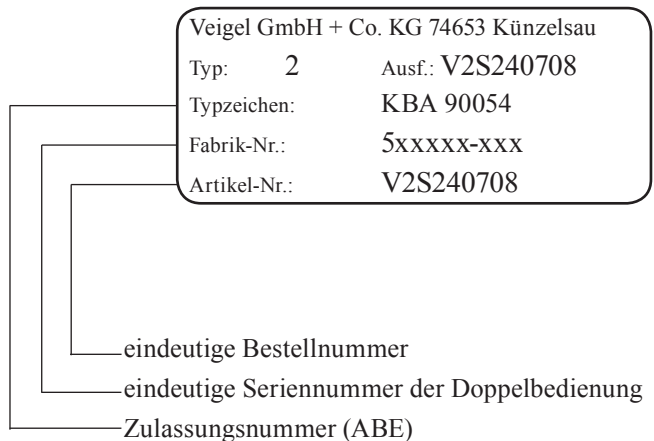 Veigel GmbH + Co. KG 74653 Künzelsau
Typ: 2 Ausf.: V2S240708
Typzeichen: KBA 90054
Fabrik-Nr.: 5xxxxx-xxx
Artikel-Nr.: V2S240708
eindeutige Bestellnummer
eindeutige Seriennummer der Doppelbedienung
Zulassungsnummer (ABE)